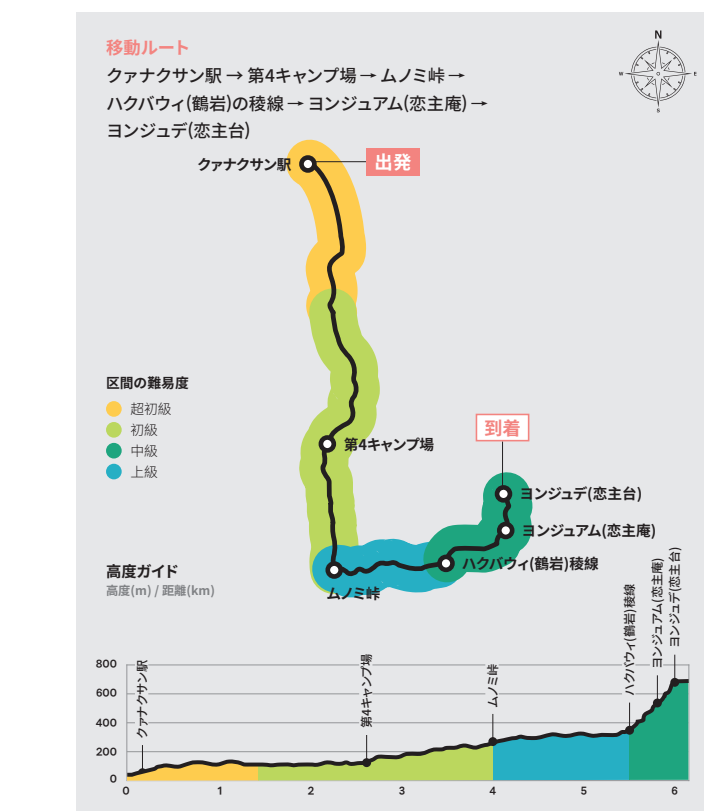 移動ルート
クァナクサン駅 → 第4キャンプ場 → ムノミ峠 →
ハクバウィ(鶴岩)の稜線 → ヨンジュアム(恋主庵) →
ヨンジュデ(恋主台)
N
W
E
S
クァナクサン駅
出発
区間の難易度
超初級
初級
中級
上級
第4キャンプ場
到着
ヨンジュデ(恋主台)
ヨンジュアム(恋主庵)
ハクバウィ(鶴岩)稜線
ムノミ峠
高度ガイド
高度(m) / 距離(km)
クァナクサン駅
第4キャンプ場
ムノミ峠
ハクバウィ(鶴岩)稜線
ヨンジュアム(恋主庵)
ヨンジュデ(恋主台)
800
600
400
200
0
0 1 2 3 4 5 6